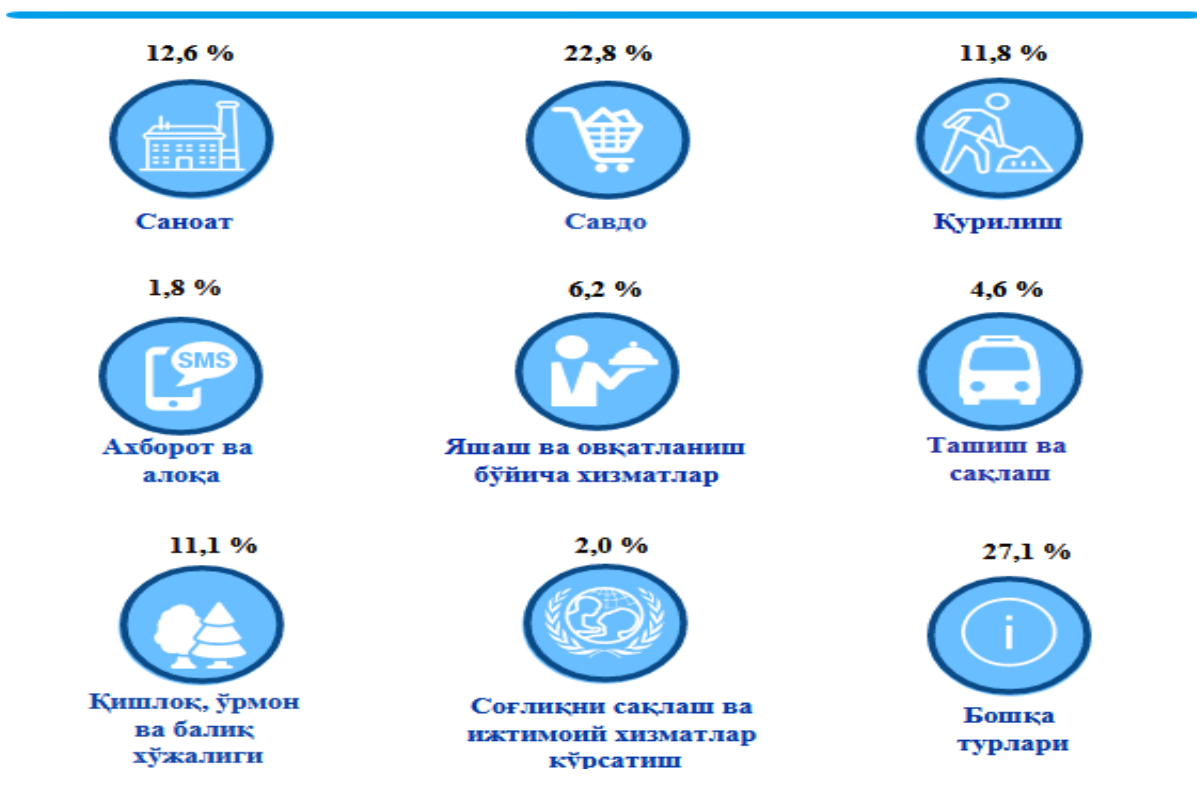 12,6 %
22,8 %
11,8 %
Саноат
Савдо
Қурилиш
1,8 %
6,2 %
4,6 %
SMS
Ахборот ва
алоқа
Яшаш ва овқатланиш
бўйича хизматлар
Ташиш ва
сақлаш
11,1 %
2,0 %
27,1 %
i
Қишлоқ, ўрмон
ва балиқ
хўжалиги
Соғлиқни сақлаш ва
ижтимоий хизматлар
кўрсатиш
Бошқа
турлари